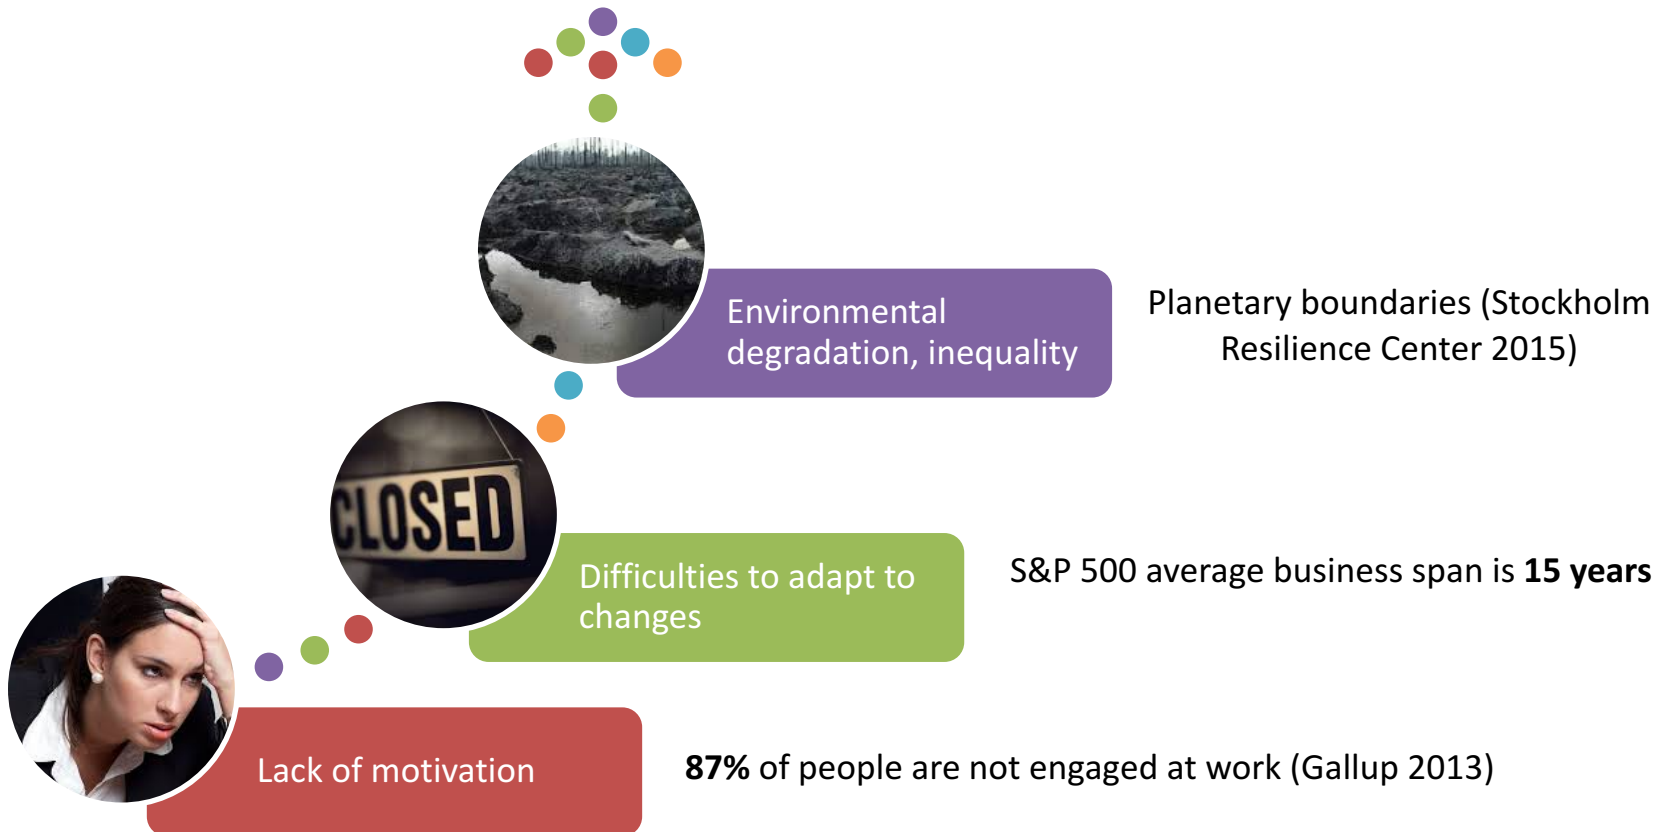 Environmental
degradation, inequality
Planetary boundaries (Stockholm
Resilience Center 2015)
CLOSED
Difficulties to adapt to
changes
S&P 500 average business span is 15 years
Lack of motivation
87% of people are not engaged at work (Gallup 2013)